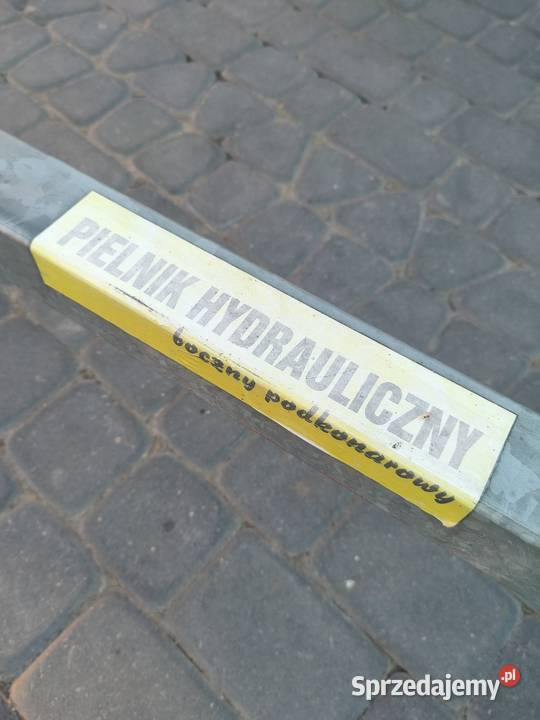 PIELNIK HYDRAULICZNY
boczny podkonarowy
Sprzedajemy.pl